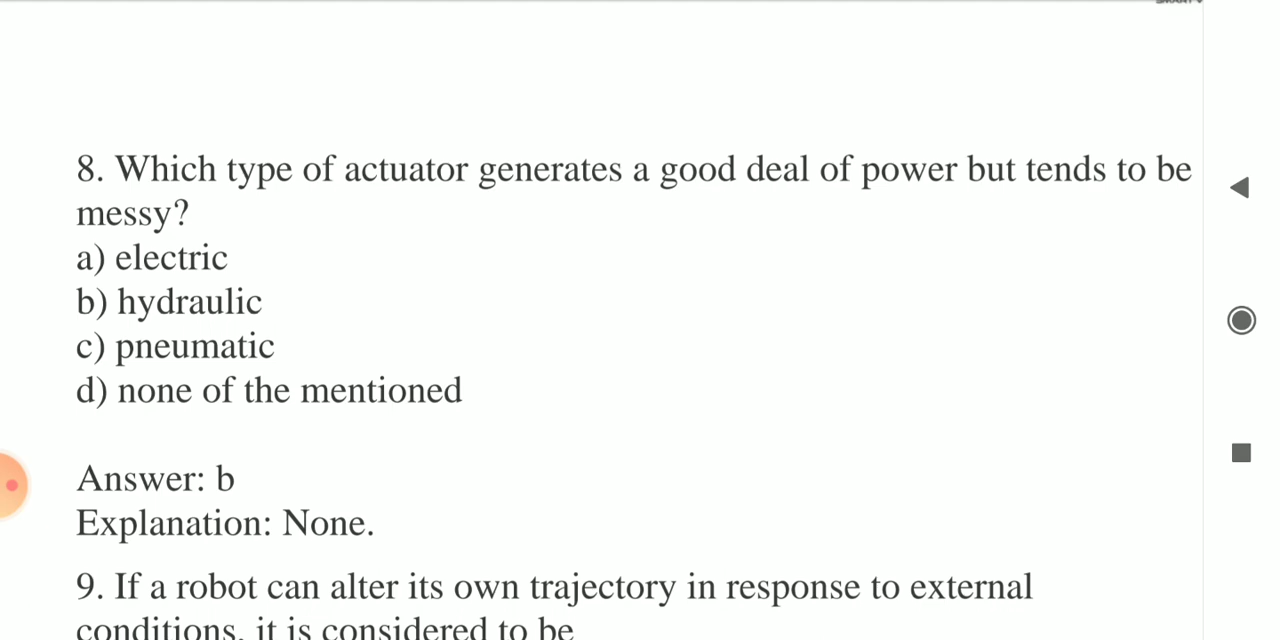 8. Which type of actuator generates a good deal of power but tends to be
messy?
a) electric
b) hydraulic
c) pneumatic
d) none of the mentioned
Answer: b
Explanation: None.
9. If a robot can alter its own trajectory in response to external
conditions, it is considered to be